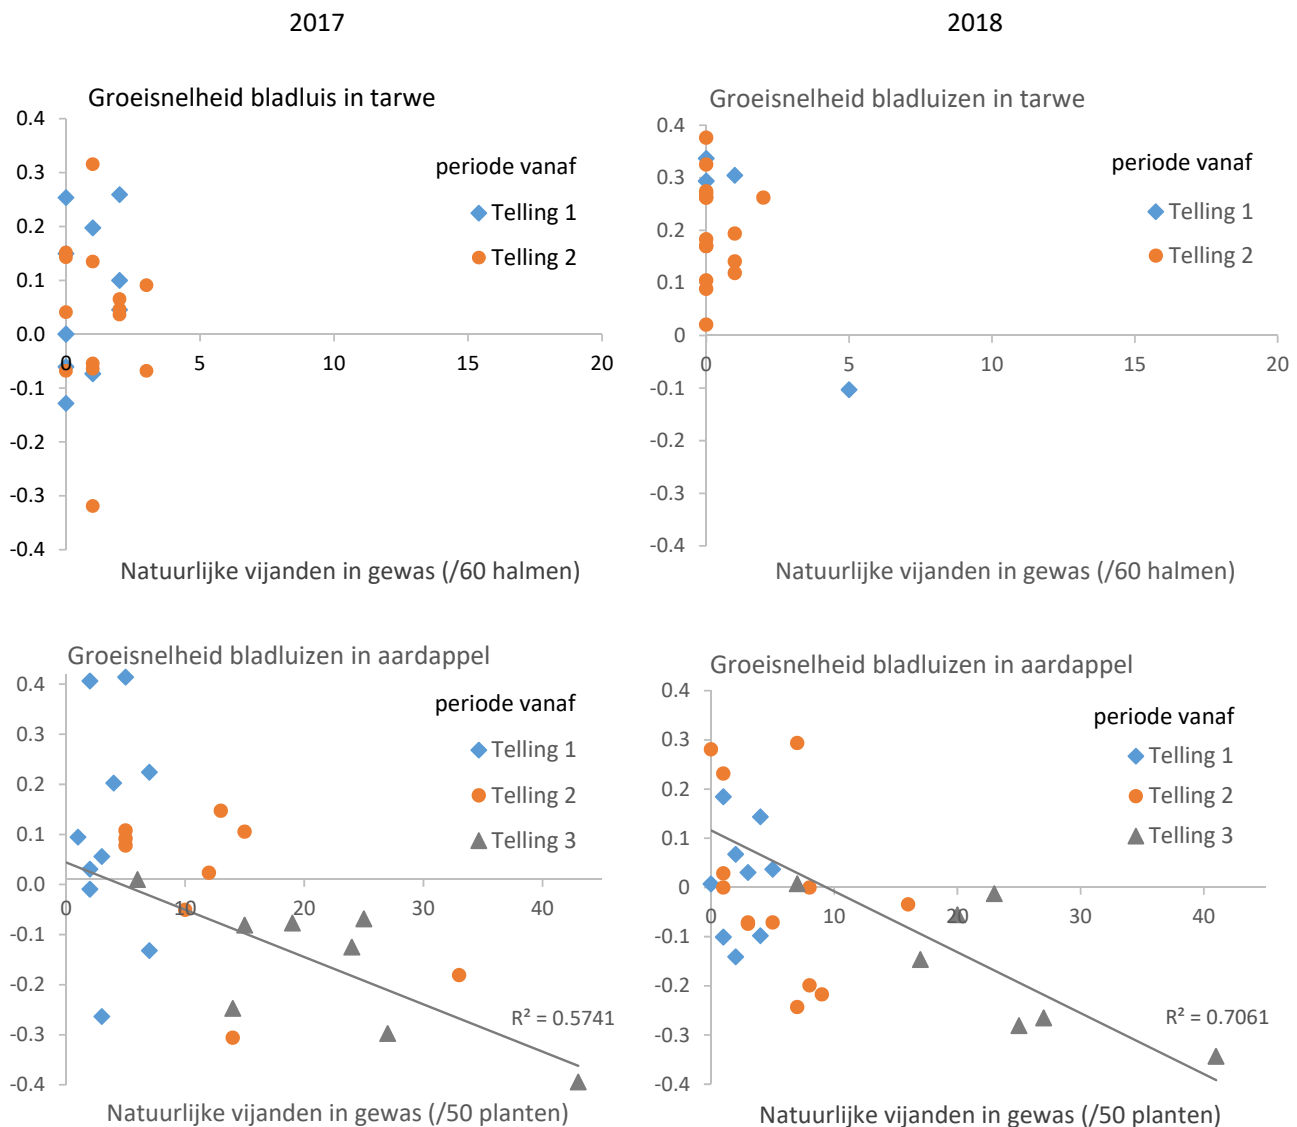 2017
2018
Groeisnelheid bladluis in tarwe
0.4
0.3
0.2
0.1
0.0
-0.1
-0.2
-0.3
-0.4
0
5
10
15
20
periode vanaf
Telling 1
Telling 2
Natuurlijke vijanden in gewas (/60 halmen)
Groeisnelheid bladluizen in tarwe
0.4
0.3
0.2
0.1
0
-0.1
-0.2
-0.3
-0.4
0
5
10
15
20
periode vanaf
Telling 1
Telling 2
Natuurlijke vijanden in gewas (/60 halmen)
Groeisnelheid bladluizen in aardappel
0.4
0.3
0.2
0.1
0.0
-0.1
-0.2
-0.3
-0.4
0
10
20
30
40
periode vanaf
Telling 1
Telling 2
Telling 3
R² = 0.5741
Natuurlijke vijanden in gewas (/50 planten)
Groeisnelheid bladluizen in aardappel
0.4
0.3
0.2
0.1
0
-0.1
-0.2
-0.3
-0.4
0
10
20
30
40
periode vanaf
Telling 1
Telling 2
Telling 3
R² = 0.7061
Natuurlijke vijanden in gewas (/50 planten)